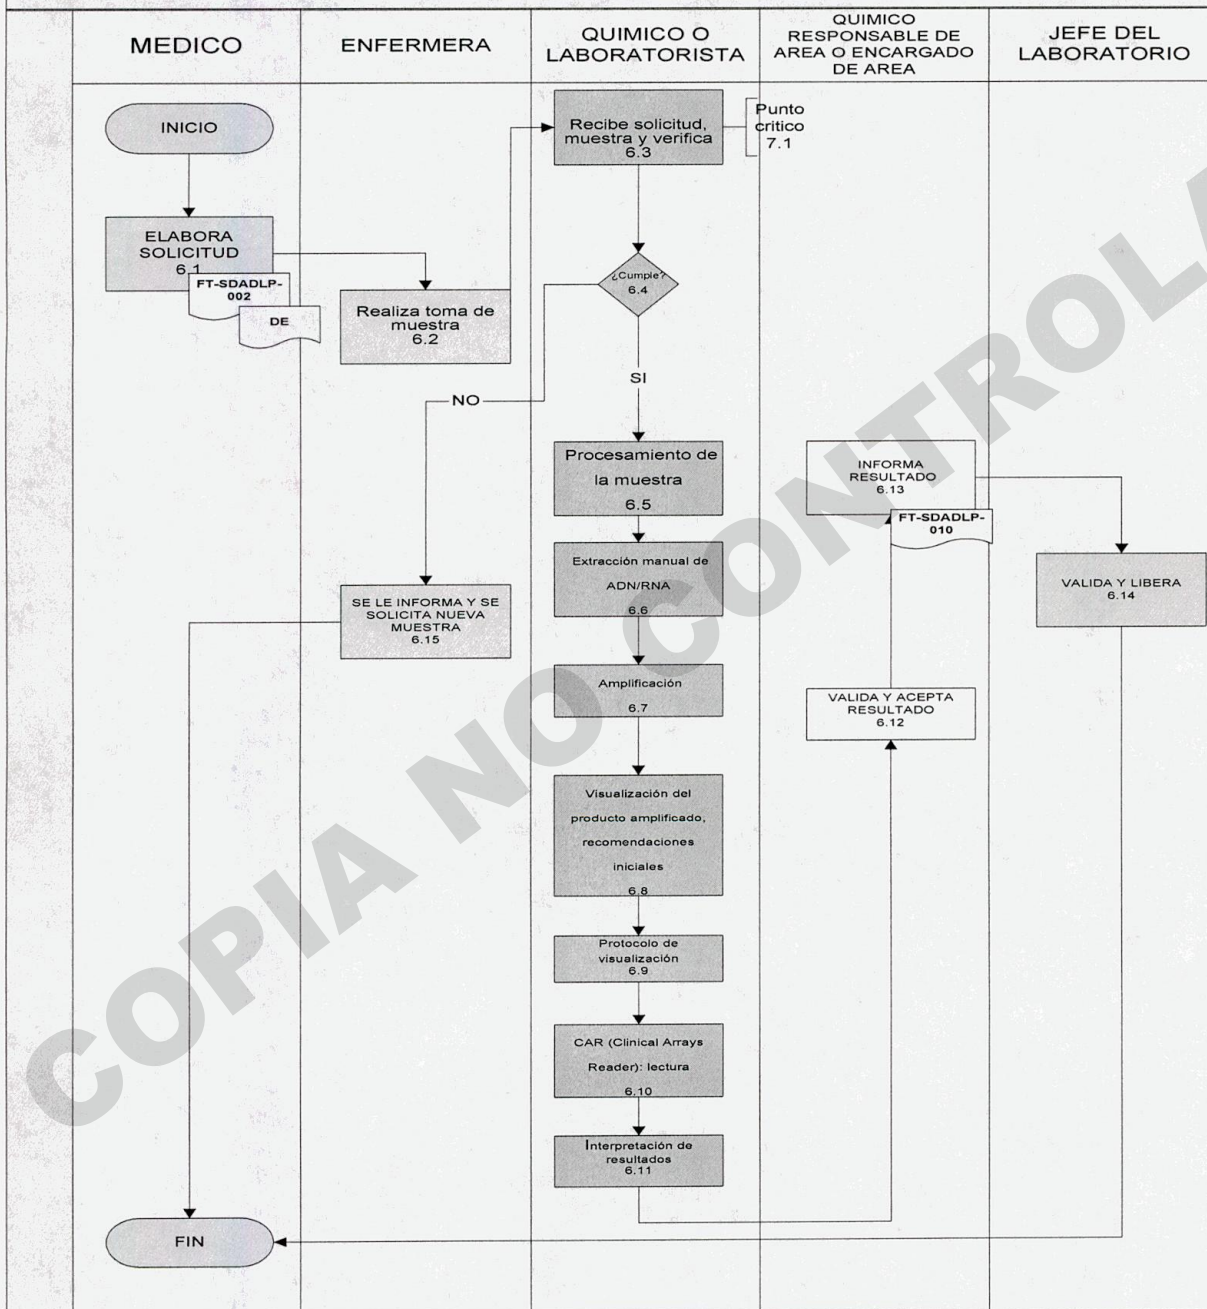 MEDICO
ENFERMERA
QUIMICO O
LABORATORISTA
QUIMICO
RESPONSABLE DE
AREA O ENCARGADO
DE AREA
JEFE DEL
LABORATORIO
INICIO
Recibe solicitud,
muestra y verifica
6.3
Punto
critico
7.1
ELABORA
SOLICITUD
6.1
FT-SDADLP-
002
DE
Realiza toma de
muestra
6.2
¿Cumple?
6.4
SI
NO
Procesamiento de
la muestra
6.5
INFORMA
RESULTADO
6.13
FT-SDADLP-
010
Extracción manual de
ADN/RNA
6.6
VALIDA Y LIBERA
6.14
SE LE INFORMA Y SE
SOLICITA NUEVA
MUESTRA
6.15
Amplificación
6.7
VALIDA Y ACEPTA
RESULTADO
6.12
Visualización del
producto amplificado,
recomendaciones
iniciales
6.8
Protocolo de
visualización
6.9
CAR (Clinical Arrays
Reader): lectura
6.10
Interpretación de
resultados
6.11
FIN
COPIA NO CONTROLA